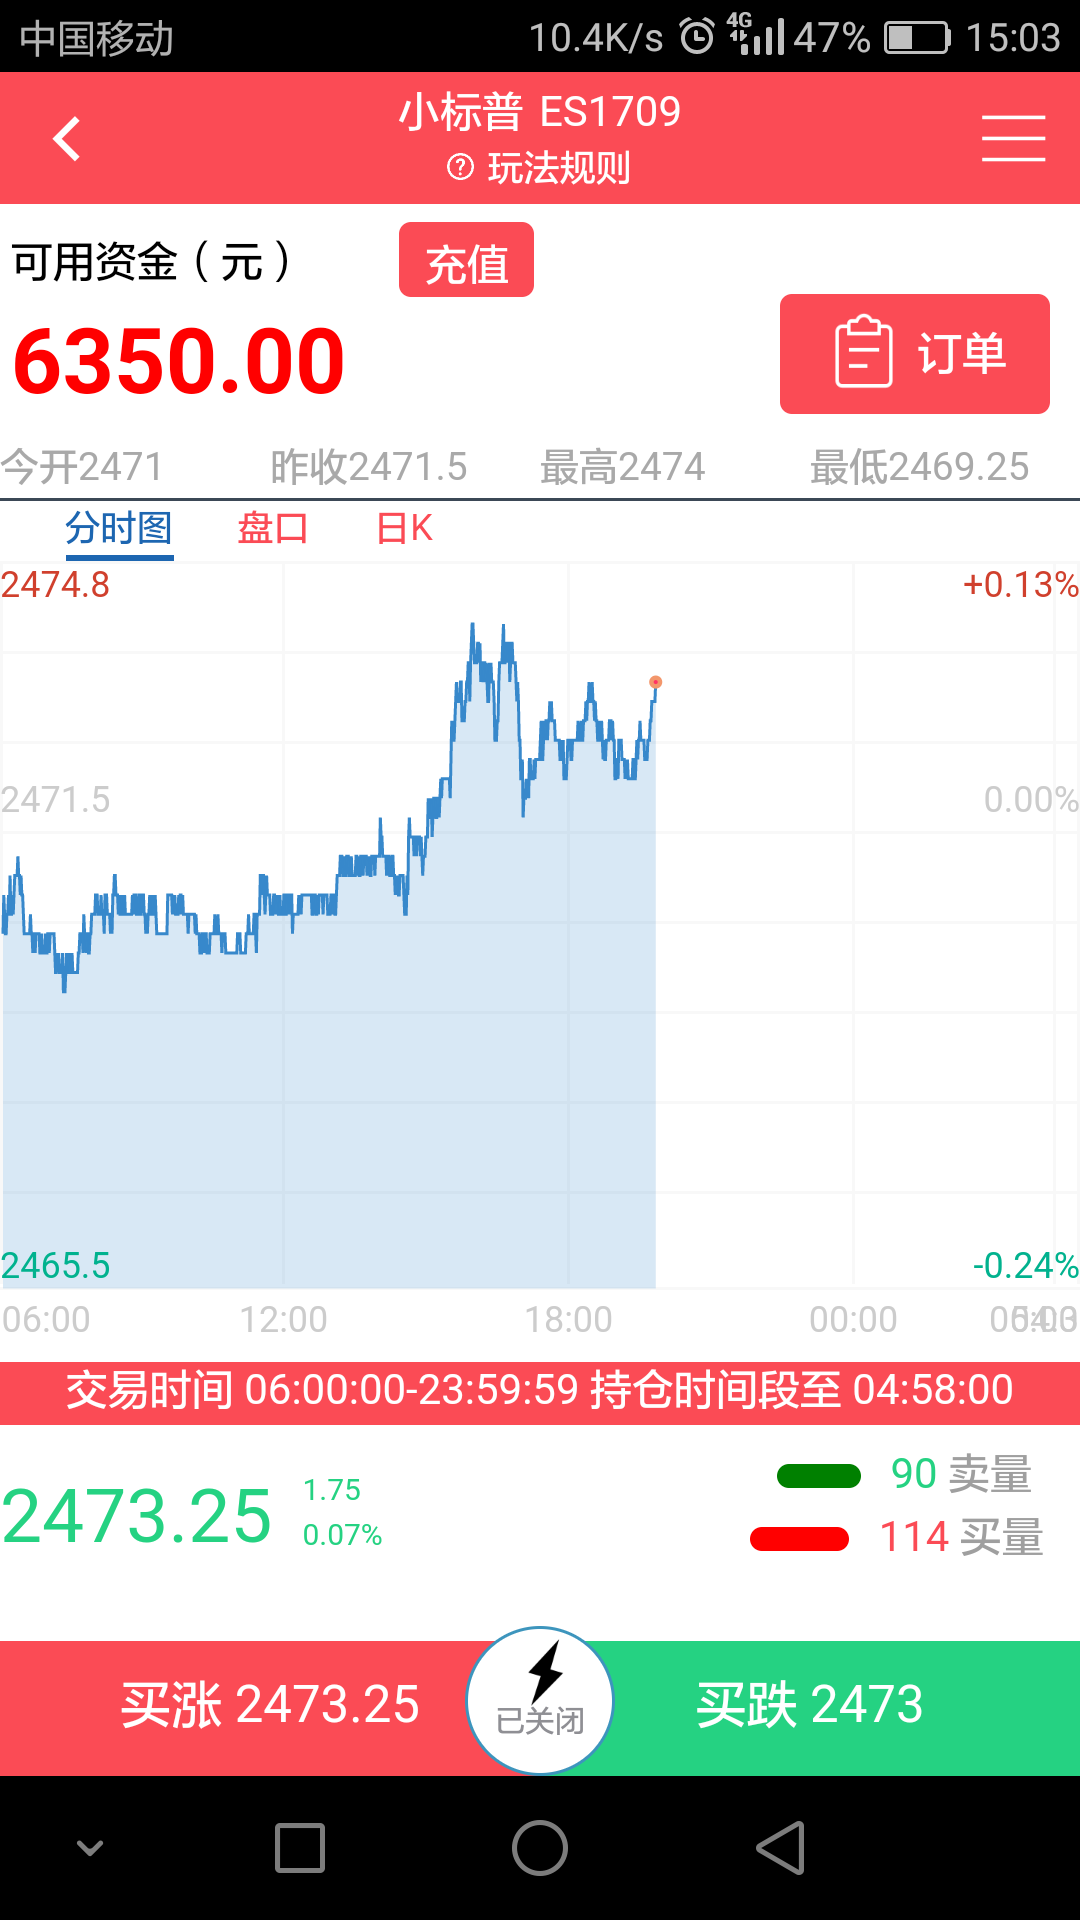 中国移动 10.4K/s 4G 47% 15:03
小标普 ES1709
? 玩法规则
可用资金（元） 充值
6350.00
订单
今开2471 昨收2471.5 最高2474 最低2469.25
分时图 盘口 日K
2474.8 +0.13%
2471.5 0.00%
2465.5 -0.24%
06:00 12:00 18:00 00:00
交易时间 06:00:00-23:59:59 持仓时间段至 04:58:00
2473.25 1.75 0.07%
90 卖量
114 买量
买涨 2473.25 已关闭 买跌 2473